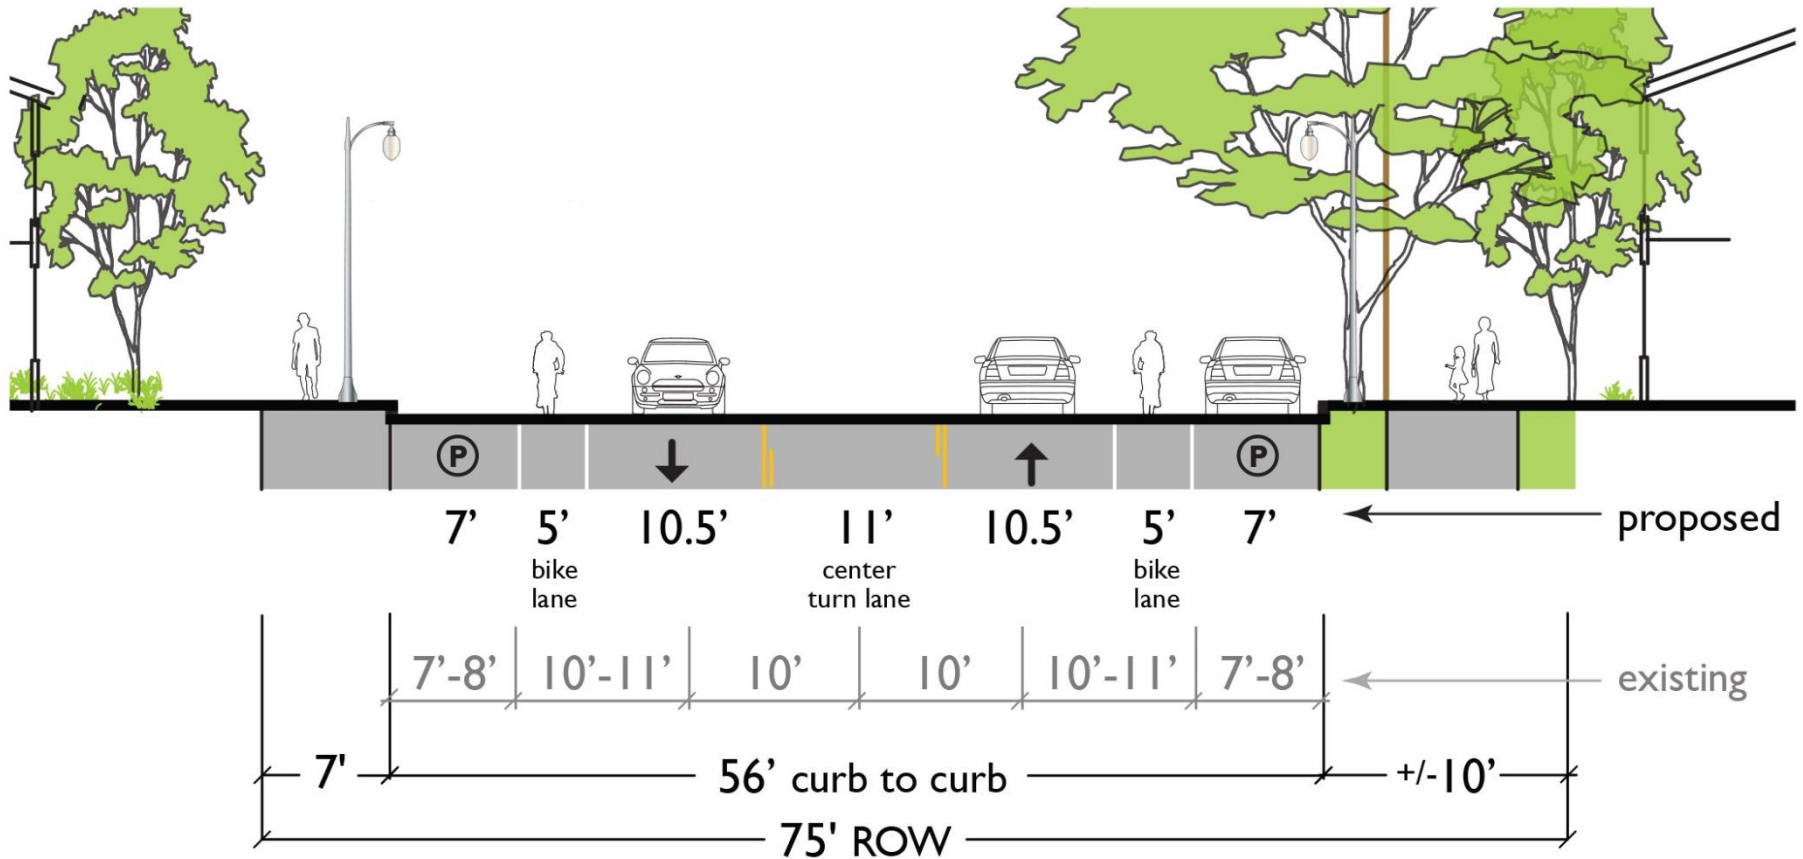 P
P
7’ 5’ 10.5’ 11’ 10.5’ 5’ 7’
proposed
bike
lane
center
turn lane
bike
lane
7’-8’ 10’-11’ 10’ 10’ 10’-11’ 7’-8’
existing
7' 56’ curb to curb +/-10’
75' ROW